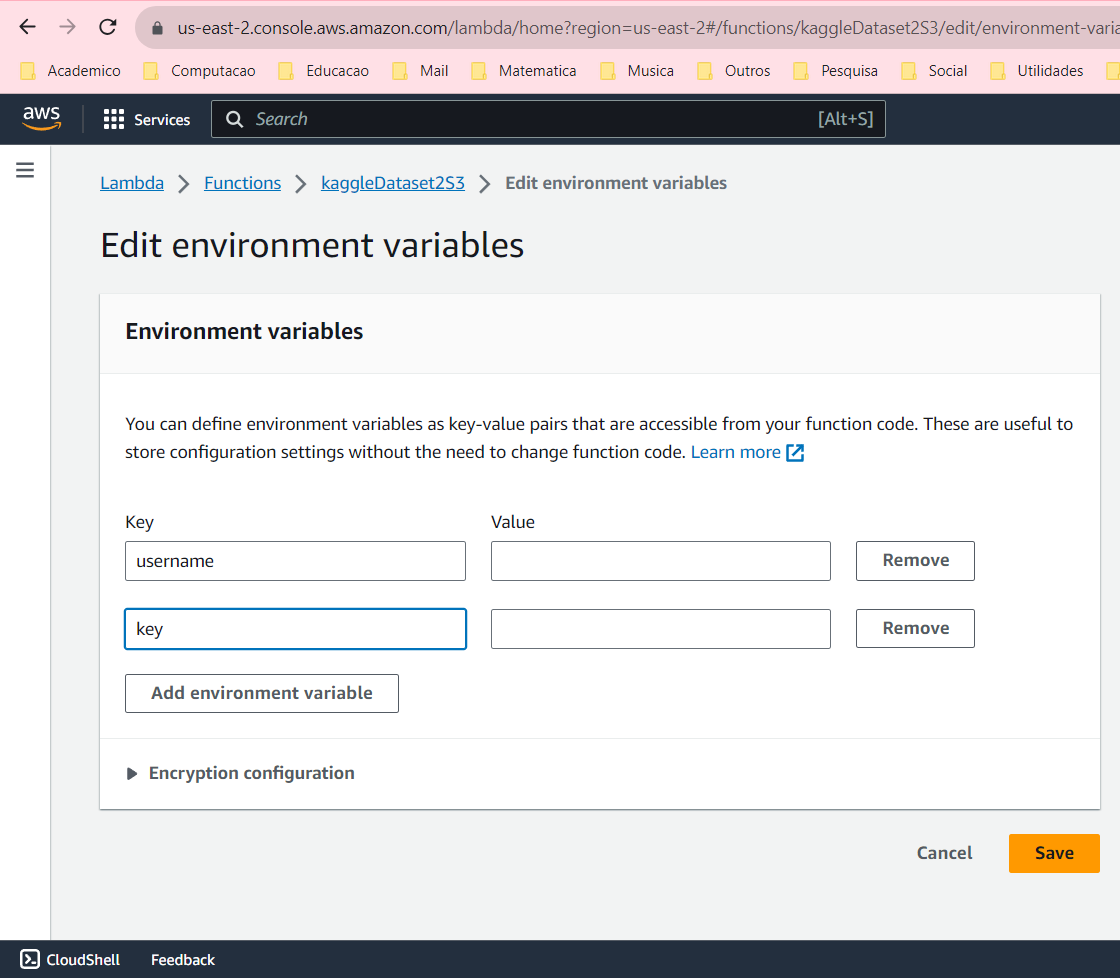 us-east-2.console.aws.amazon.com/lambda/home?region=us-east-2#/functions/kaggleDataset2S3/edit/environment-varia
Academico Computacao Educacao Mail Matematica Musica Outros Pesquisa Social Utilidades
aws Services Search [Alt+S]
Lambda Functions kaggleDataset2S3 Edit environment variables
Edit environment variables
Environment variables
You can define environment variables as key-value pairs that are accessible from your function code. These are useful to
store configuration settings without the need to change function code. Learn more
Key Value
username Remove
key Remove
Add environment variable
Encryption configuration
Cancel Save
CloudShell Feedback